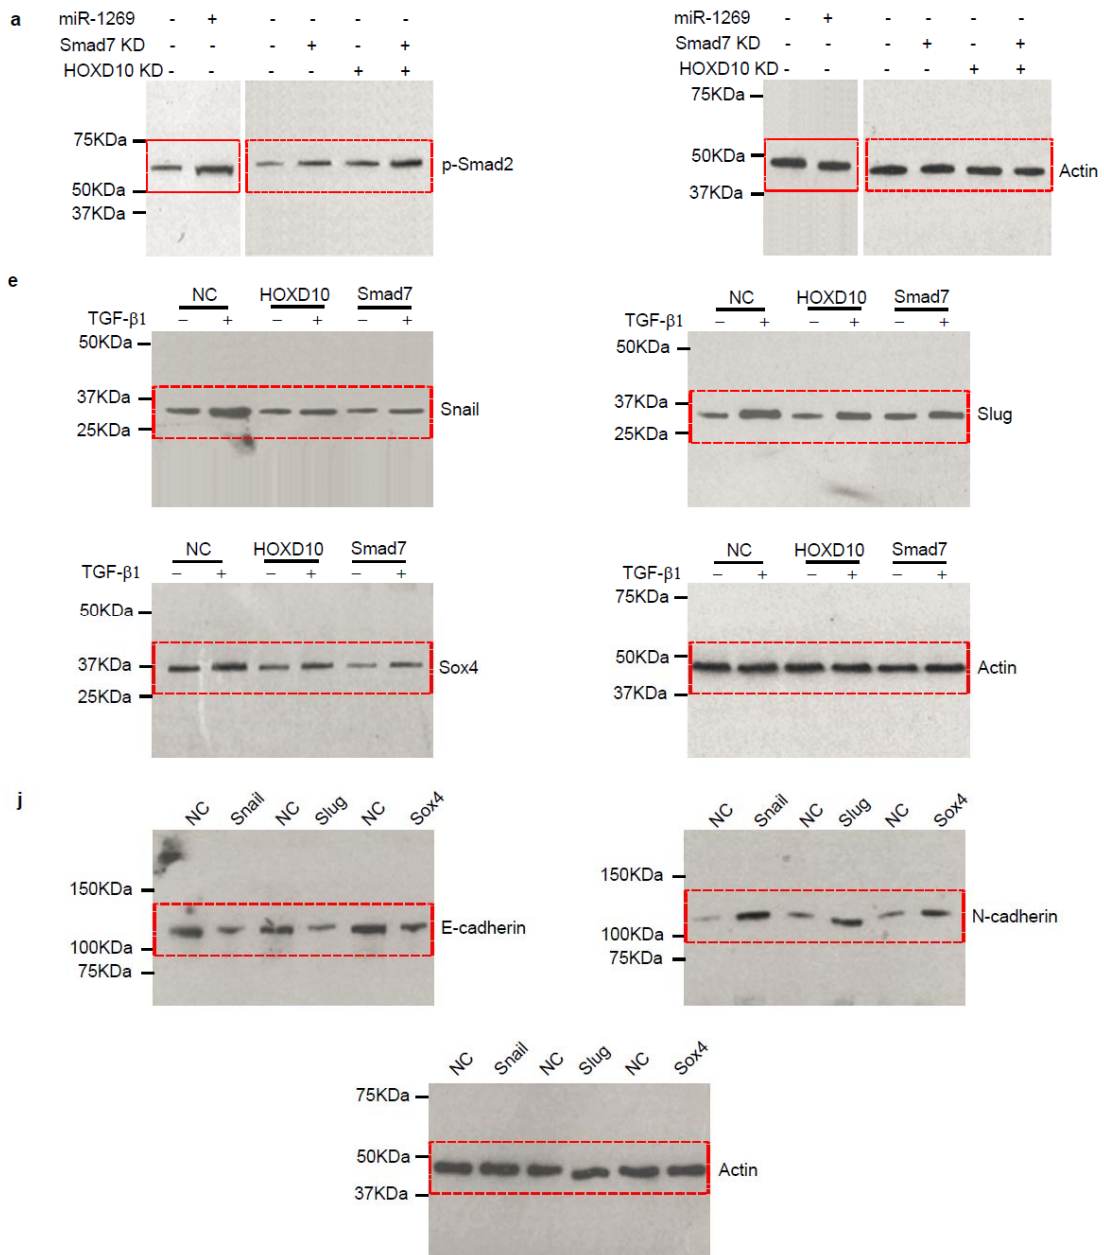 a
miR-1269 - + - - - -
Smad7 KD - - - + - +
HOXD10 KD - - - - + +
75KDa
50KDa
37KDa
p-Smad2
miR-1269 - + - - - -
Smad7 KD - - - + - +
HOXD10 KD - - - - + +
75KDa
50KDa
37KDa
Actin
e
NC HOXD10 Smad7
TGF-β1 – + – + – +
50KDa
37KDa
25KDa
Snail
NC HOXD10 Smad7
TGF-β1 – + – + – +
50KDa
37KDa
25KDa
Slug
NC HOXD10 Smad7
TGF-β1 – + – + – +
50KDa
37KDa
25KDa
Sox4
NC HOXD10 Smad7
TGF-β1 – + – + – +
75KDa
50KDa
37KDa
Actin
j
NC Snail NC Slug NC Sox4
150KDa
100KDa
75KDa
E-cadherin
NC Snail NC Slug NC Sox4
150KDa
100KDa
75KDa
N-cadherin
NC Snail NC Slug NC Sox4
75KDa
50KDa
37KDa
Actin